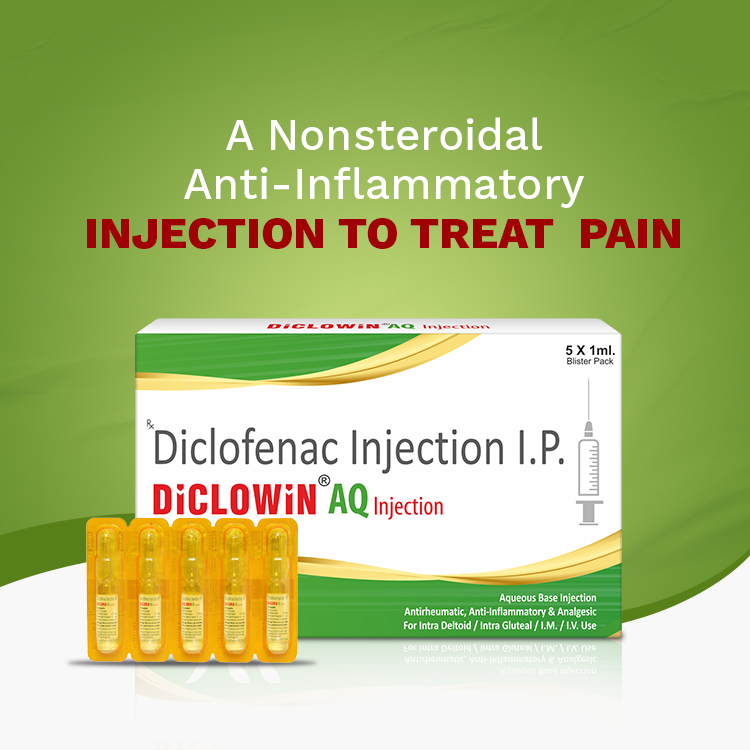 A Nonsteroidal
Anti-Inflammatory
INJECTION TO TREAT PAIN
DiCLOWiN® AQ Injection
5 X 1ml.
Blister Pack
Rx
Diclofenac Injection I.P.
DiCLOWiN® AQ Injection
Aqueous Base Injection
Antirheumatic, Anti-Inflammatory & Analgesic
For Intra Deltoid / Intra Gluteal / I.M. / I.V. Use